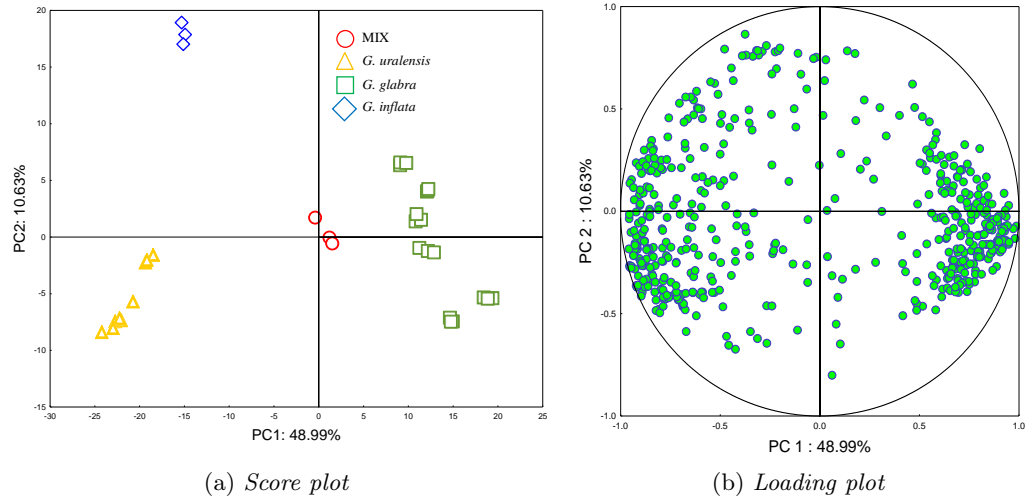 MIX
G. uralensis
G. glabra
G. inflata
PC2: 10.63%
20
15
10
5
0
-5
-10
-15
-30 -25 -20 -15 -10 -5 0 5 10 15 20 25
PC1: 48.99%
(a) Score plot
PC 2 : 10.63%
1.0
0.5
0.0
-0.5
-1.0
-1.0 -0.5 0.0 0.5 1.0
PC 1 : 48.99%
(b) Loading plot